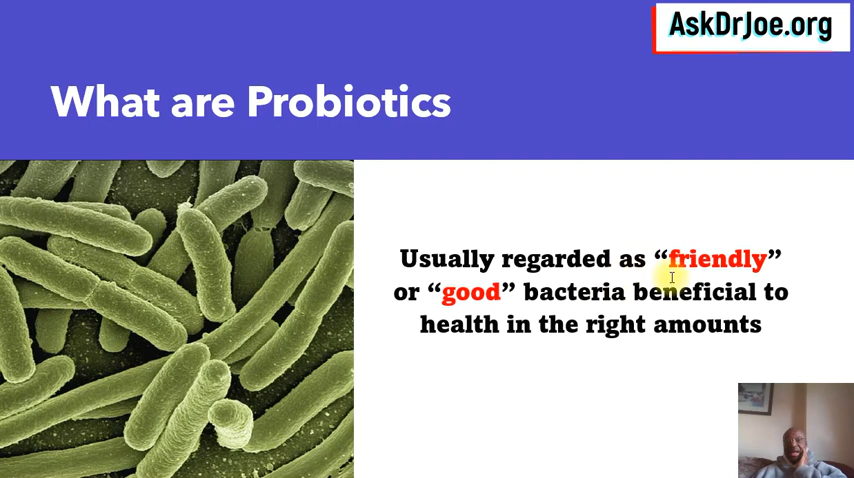 AskDrJoe.org
What are Probiotics
Usually regarded as “friendly”
or “good” bacteria beneficial to
health in the right amounts